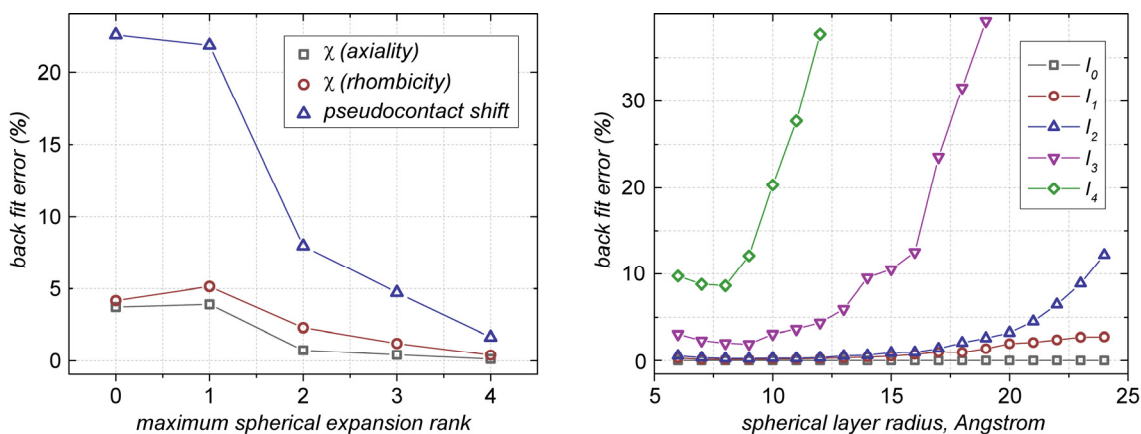 back fit error (%)
20
15
10
5
0
χ (axiality)
χ (rhombicity)
pseudocontact shift
0 1 2 3 4
maximum spherical expansion rank
back fit error (%)
30
20
10
0
l0
l1
l2
l3
l4
5 10 15 20 25
spherical layer radius, Angstrom